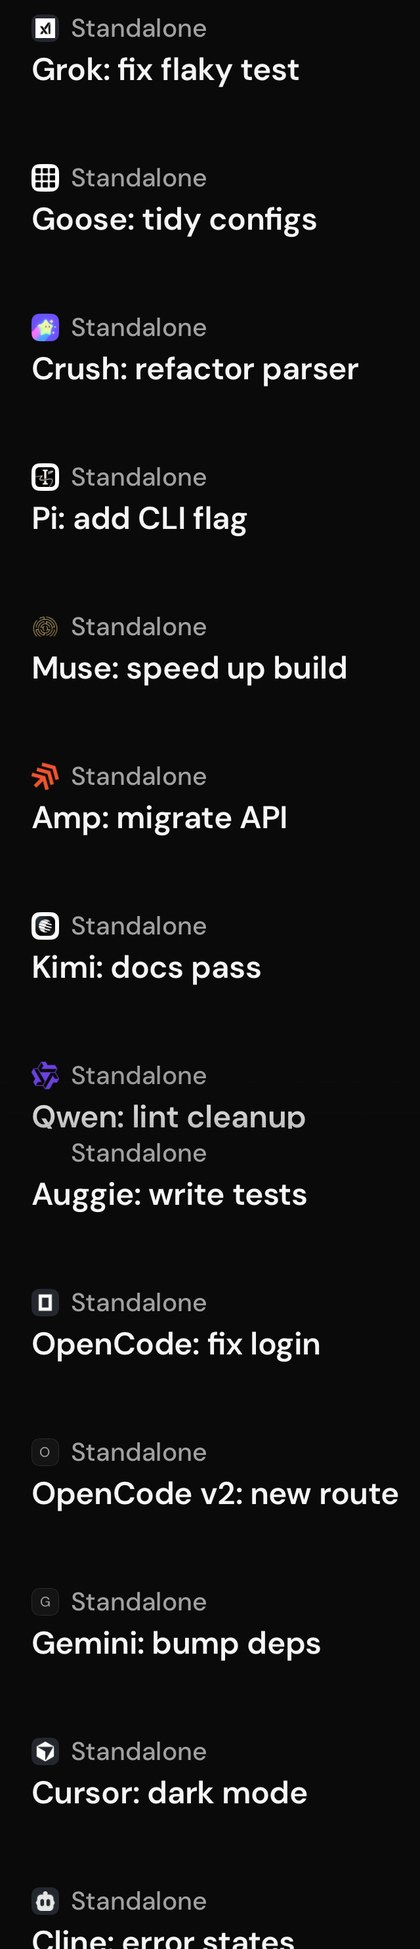 Standalone
Grok: fix flaky test
Standalone
Goose: tidy configs
Standalone
Crush: refactor parser
Standalone
Pi: add CLI flag
Standalone
Muse: speed up build
Standalone
Amp: migrate API
Standalone
Kimi: docs pass
Standalone
Qwen: lint cleanup
Standalone
Auggie: write tests
Standalone
OpenCode: fix login
O Standalone
OpenCode v2: new route
G Standalone
Gemini: bump deps
Standalone
Cursor: dark mode
Standalone
Cline: error states